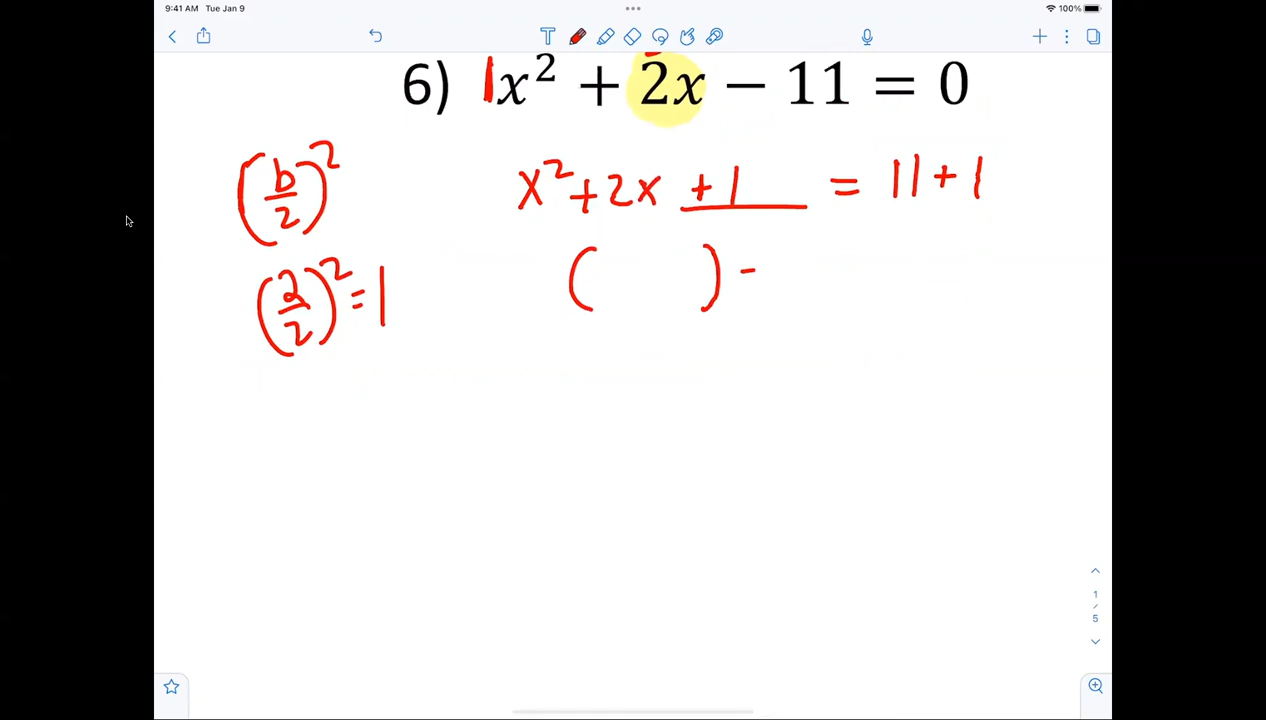 9:41 AM Tue Jan 9
100%
T
6) 1x² + 2x − 11 = 0
(b/2)²
x² + 2x + 1 = 11 + 1
( ) -
(2/2)² = 1
1
/
5